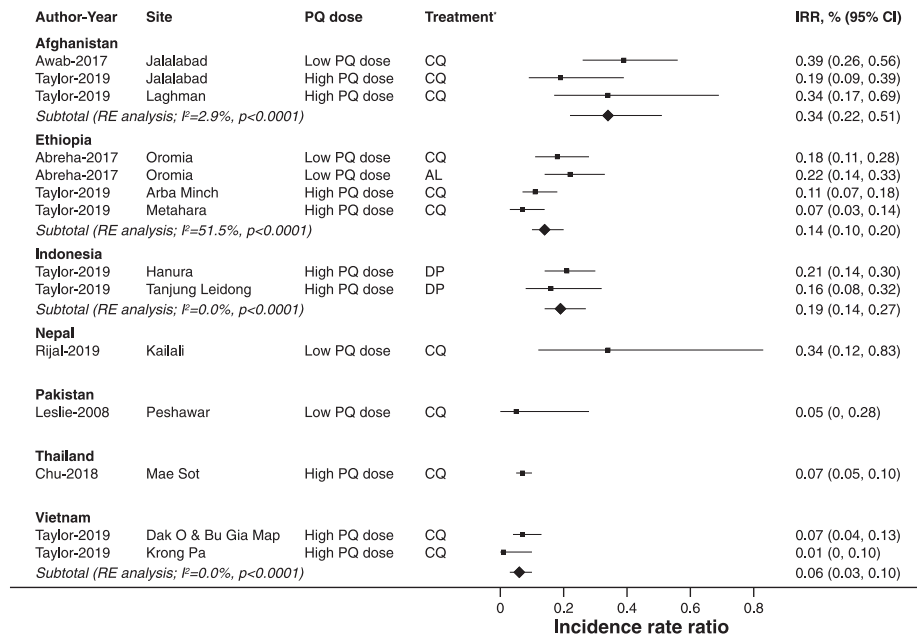 Author-Year Site PQ dose Treatment* IRR, % (95% CI)
Afghanistan
Awab-2017 Jalalabad Low PQ dose CQ 0.39 (0.26, 0.56)
Taylor-2019 Jalalabad High PQ dose CQ 0.19 (0.09, 0.39)
Taylor-2019 Laghman High PQ dose CQ 0.34 (0.17, 0.69)
Subtotal (RE analysis; I²=2.9%, p<0.0001) 0.34 (0.22, 0.51)
Ethiopia
Abreha-2017 Oromia Low PQ dose CQ 0.18 (0.11, 0.28)
Abreha-2017 Oromia Low PQ dose AL 0.22 (0.14, 0.33)
Taylor-2019 Arba Minch High PQ dose CQ 0.11 (0.07, 0.18)
Taylor-2019 Metahara High PQ dose CQ 0.07 (0.03, 0.14)
Subtotal (RE analysis; I²=51.5%, p<0.0001) 0.14 (0.10, 0.20)
Indonesia
Taylor-2019 Hanura High PQ dose DP 0.21 (0.14, 0.30)
Taylor-2019 Tanjung Leidong High PQ dose DP 0.16 (0.08, 0.32)
Subtotal (RE analysis; I²=0.0%, p<0.0001) 0.19 (0.14, 0.27)
Nepal
Rijal-2019 Kailali Low PQ dose CQ 0.34 (0.12, 0.83)
Pakistan
Leslie-2008 Peshawar Low PQ dose CQ 0.05 (0, 0.28)
Thailand
Chu-2018 Mae Sot High PQ dose CQ 0.07 (0.05, 0.10)
Vietnam
Taylor-2019 Dak O & Bu Gia Map High PQ dose CQ 0.07 (0.04, 0.13)
Taylor-2019 Krong Pa High PQ dose CQ 0.01 (0, 0.10)
Subtotal (RE analysis; I²=0.0%, p<0.0001) 0.06 (0.03, 0.10)
0 0.2 0.4 0.6 0.8
Incidence rate ratio